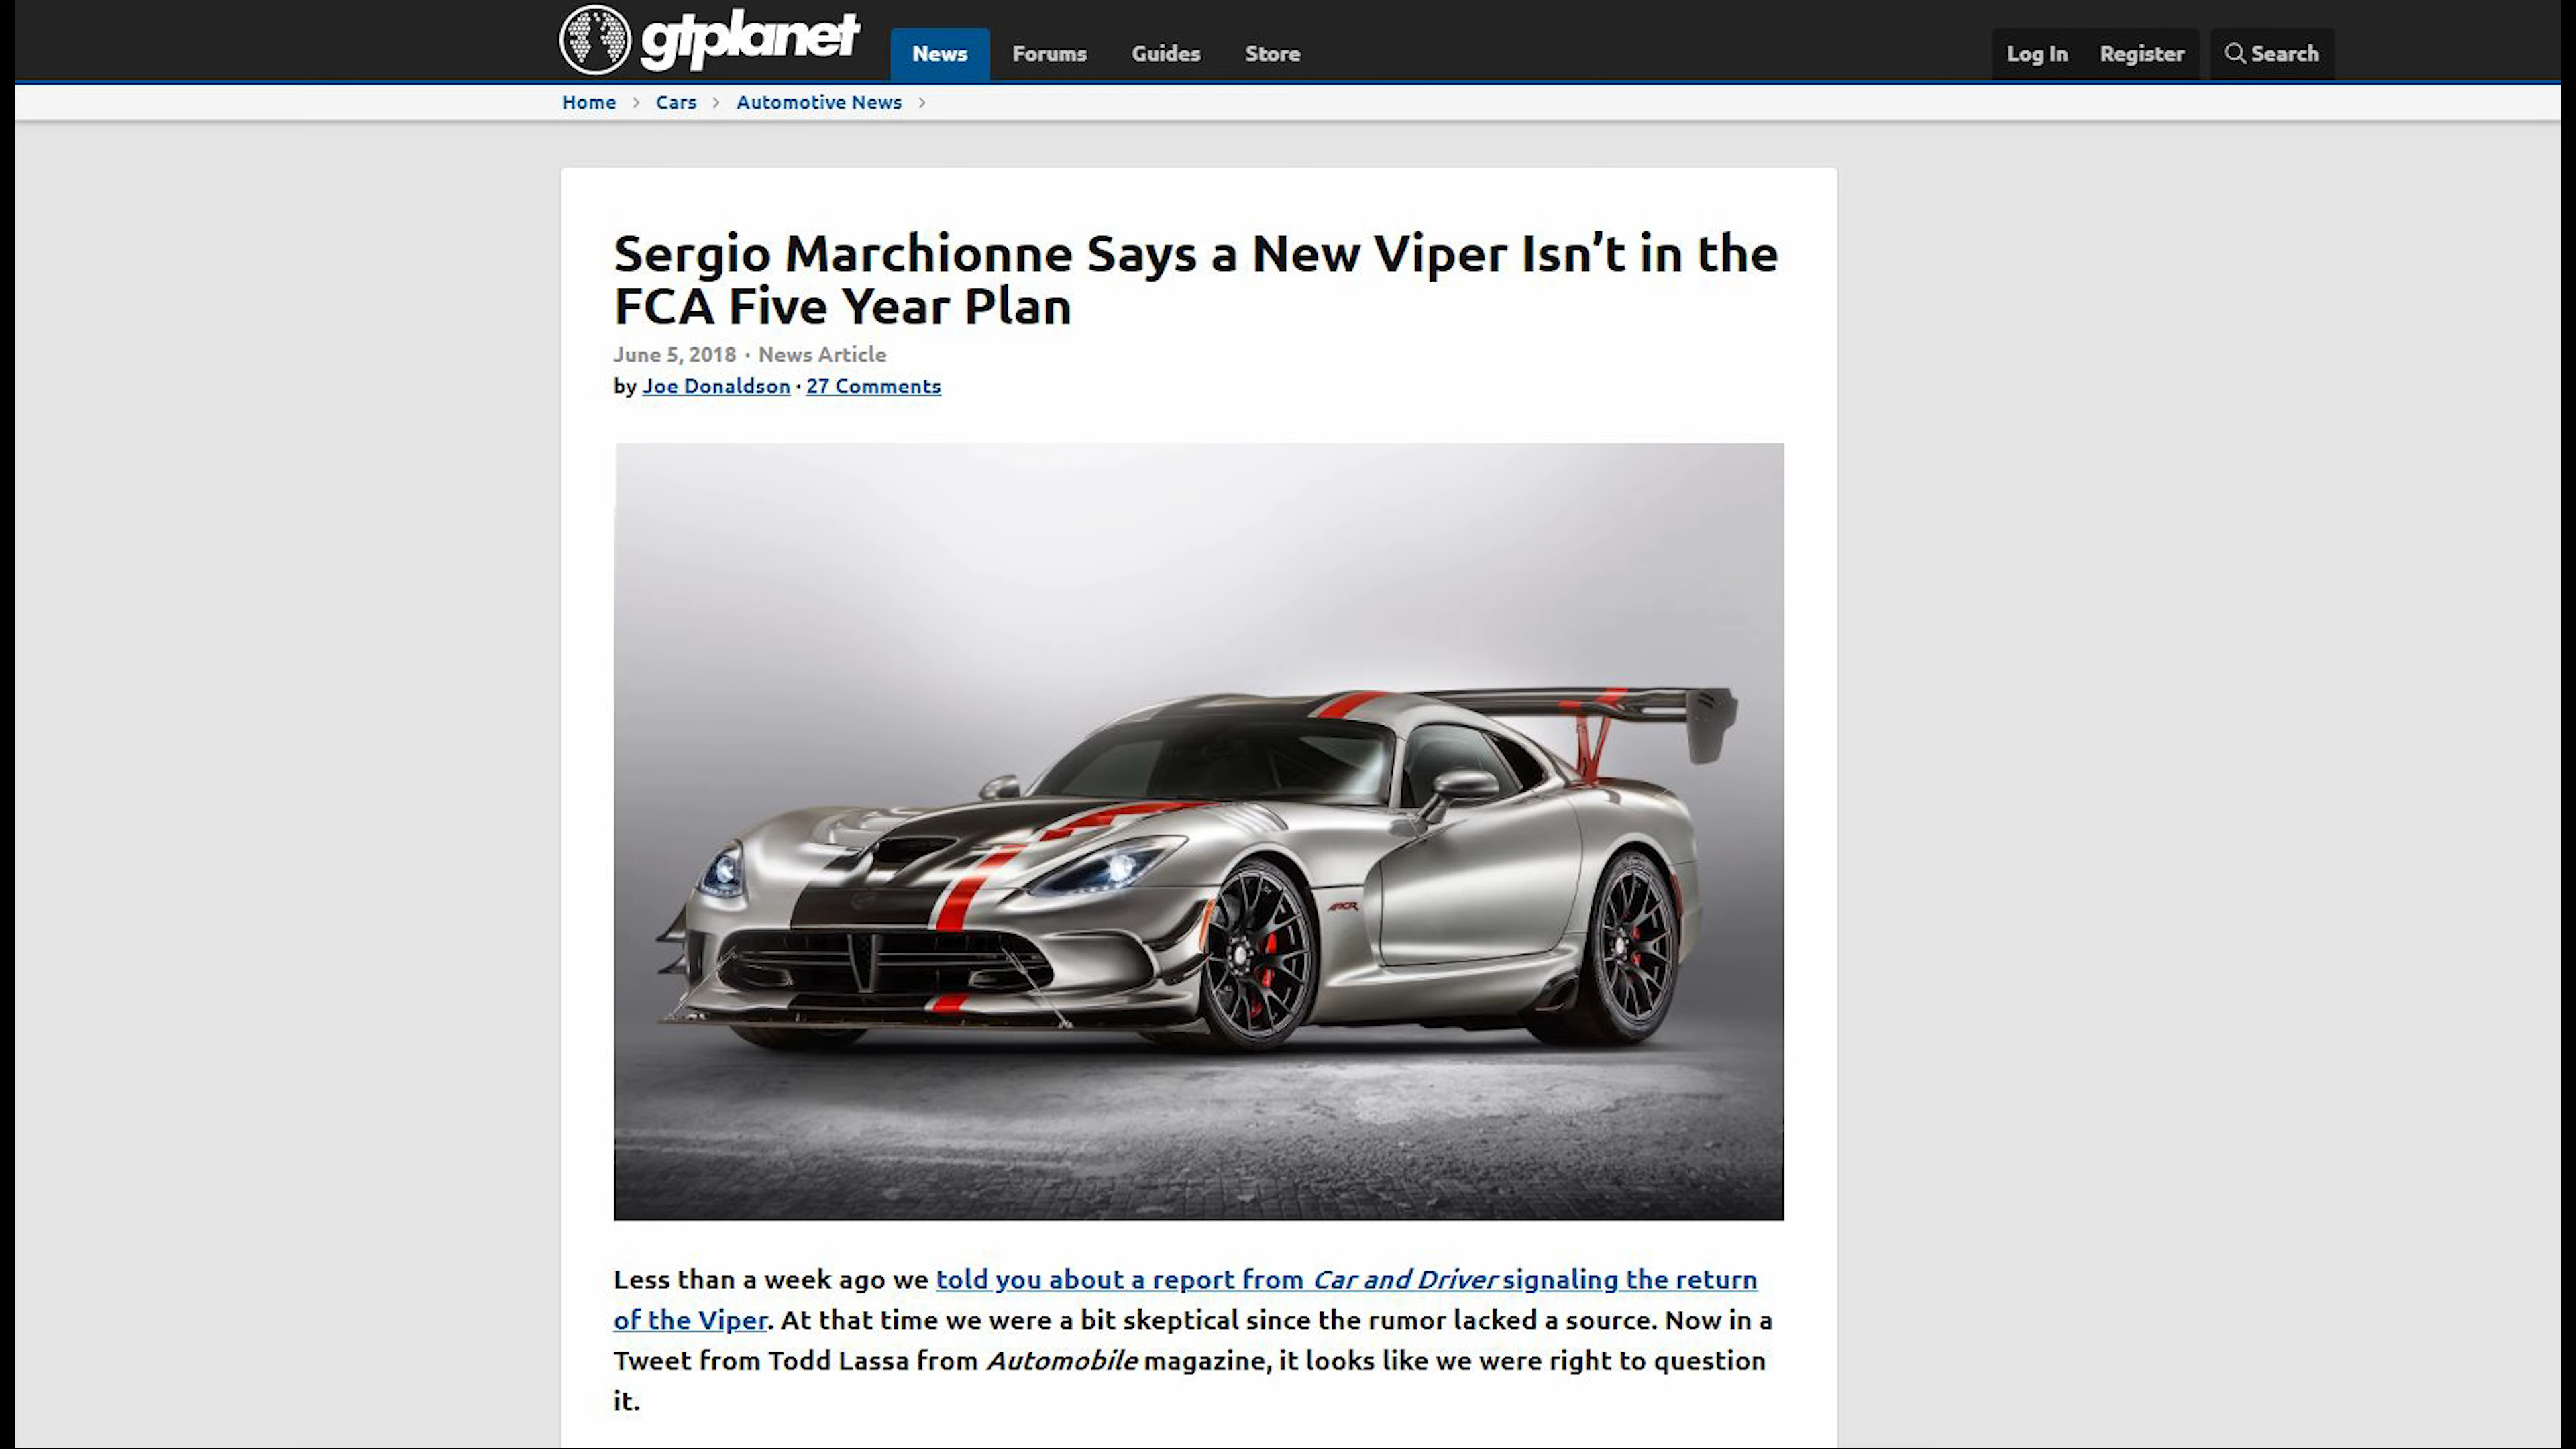 gtplanet
News Forums Guides Store
Log In Register Search
Home > Cars > Automotive News >
Sergio Marchionne Says a New Viper Isn’t in the
FCA Five Year Plan
June 5, 2018 · News Article
by Joe Donaldson · 27 Comments
ACR
Less than a week ago we told you about a report from Car and Driver signaling the return
of the Viper. At that time we were a bit skeptical since the rumor lacked a source. Now in a
Tweet from Todd Lassa from Automobile magazine, it looks like we were right to question
it.